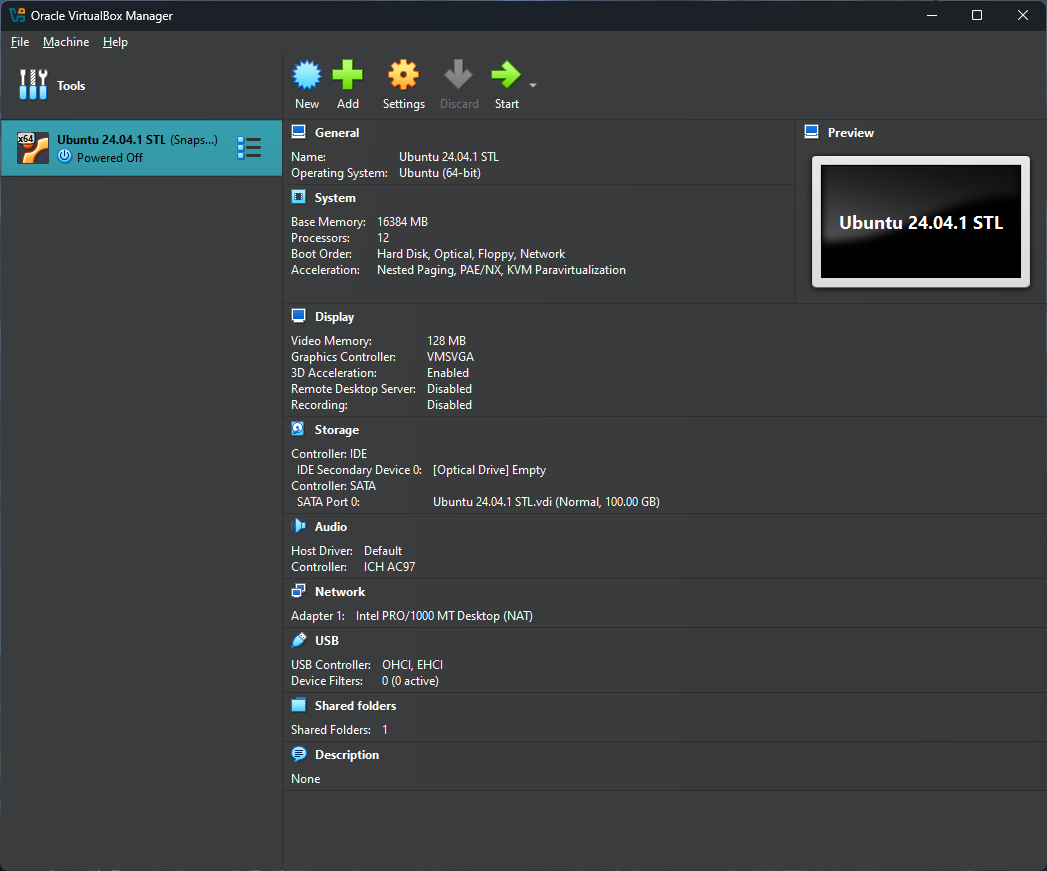 Oracle VirtualBox Manager
File Machine Help
Tools
New Add Settings Discard Start
x64
Ubuntu 24.04.1 STL (Snaps...)
Powered Off
General
Name: Ubuntu 24.04.1 STL
Operating System: Ubuntu (64-bit)
Preview
Ubuntu 24.04.1 STL
System
Base Memory: 16384 MB
Processors: 12
Boot Order: Hard Disk, Optical, Floppy, Network
Acceleration: Nested Paging, PAE/NX, KVM Paravirtualization
Display
Video Memory: 128 MB
Graphics Controller: VMSVGA
3D Acceleration: Enabled
Remote Desktop Server: Disabled
Recording: Disabled
Storage
Controller: IDE
IDE Secondary Device 0: [Optical Drive] Empty
Controller: SATA
SATA Port 0: Ubuntu 24.04.1 STL.vdi (Normal, 100.00 GB)
Audio
Host Driver: Default
Controller: ICH AC97
Network
Adapter 1: Intel PRO/1000 MT Desktop (NAT)
USB
USB Controller: OHCI, EHCI
Device Filters: 0 (0 active)
Shared folders
Shared Folders: 1
Description
None